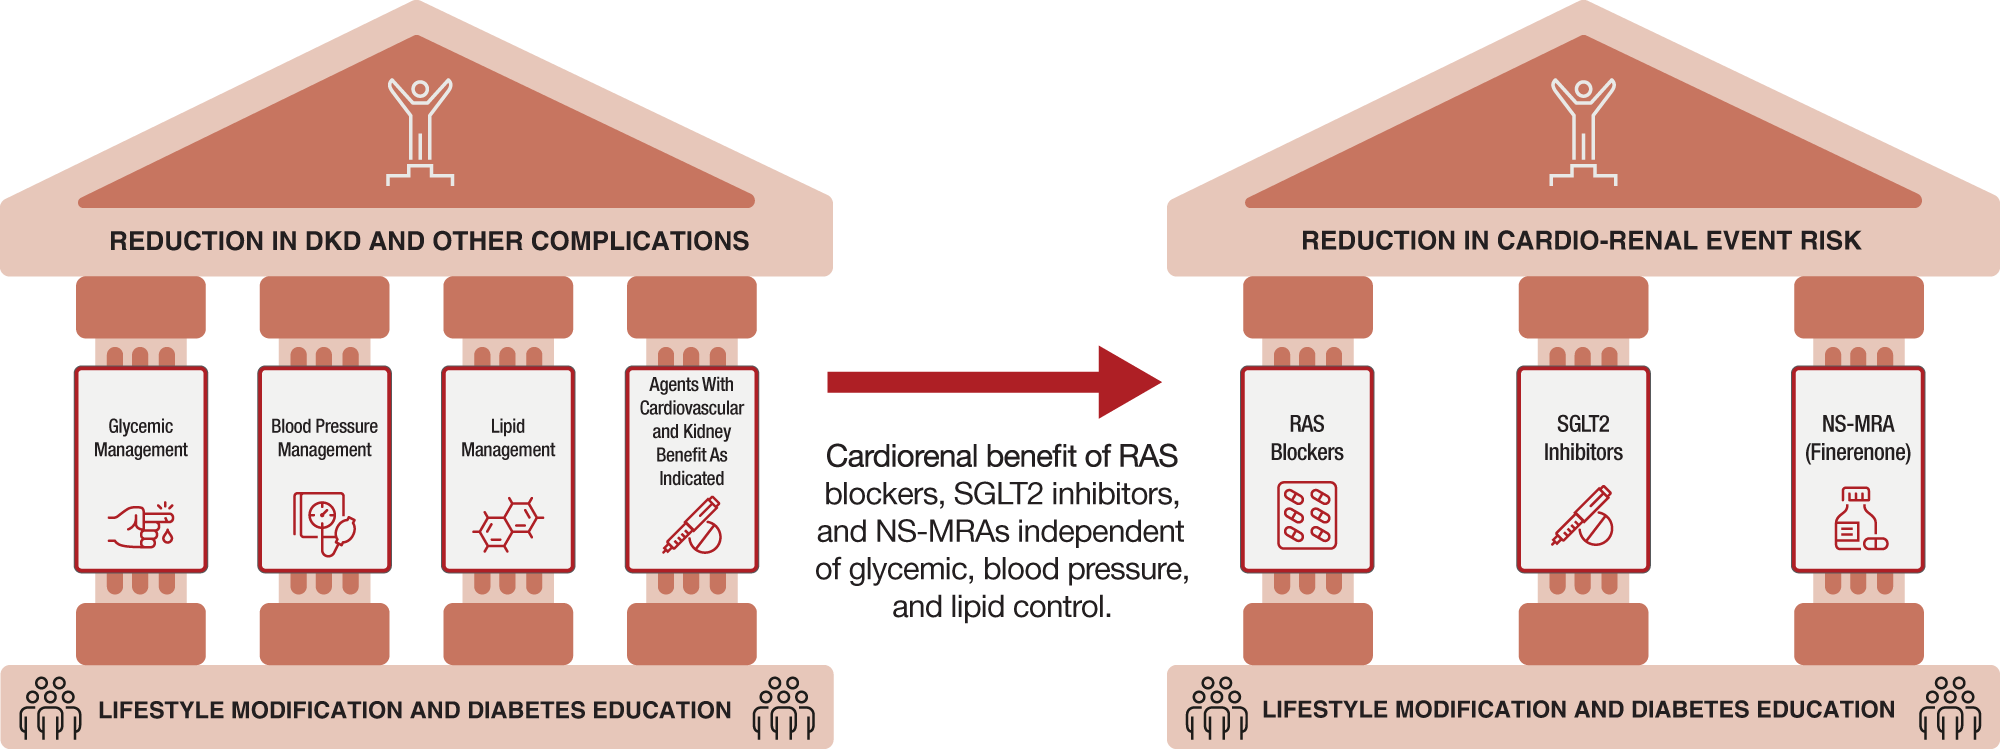 REDUCTION IN DKD AND OTHER COMPLICATIONS
Glycemic
Management
Blood Pressure
Management
Lipid
Management
Agents With
Cardiovascular
and Kidney
Benefit As
Indicated
LIFESTYLE MODIFICATION AND DIABETES EDUCATION
Cardiorenal benefit of RAS
blockers, SGLT2 inhibitors,
and NS-MRAs independent
of glycemic, blood pressure,
and lipid control.
REDUCTION IN CARDIO-RENAL EVENT RISK
RAS
Blockers
SGLT2
Inhibitors
NS-MRA
(Finerenone)
LIFESTYLE MODIFICATION AND DIABETES EDUCATION